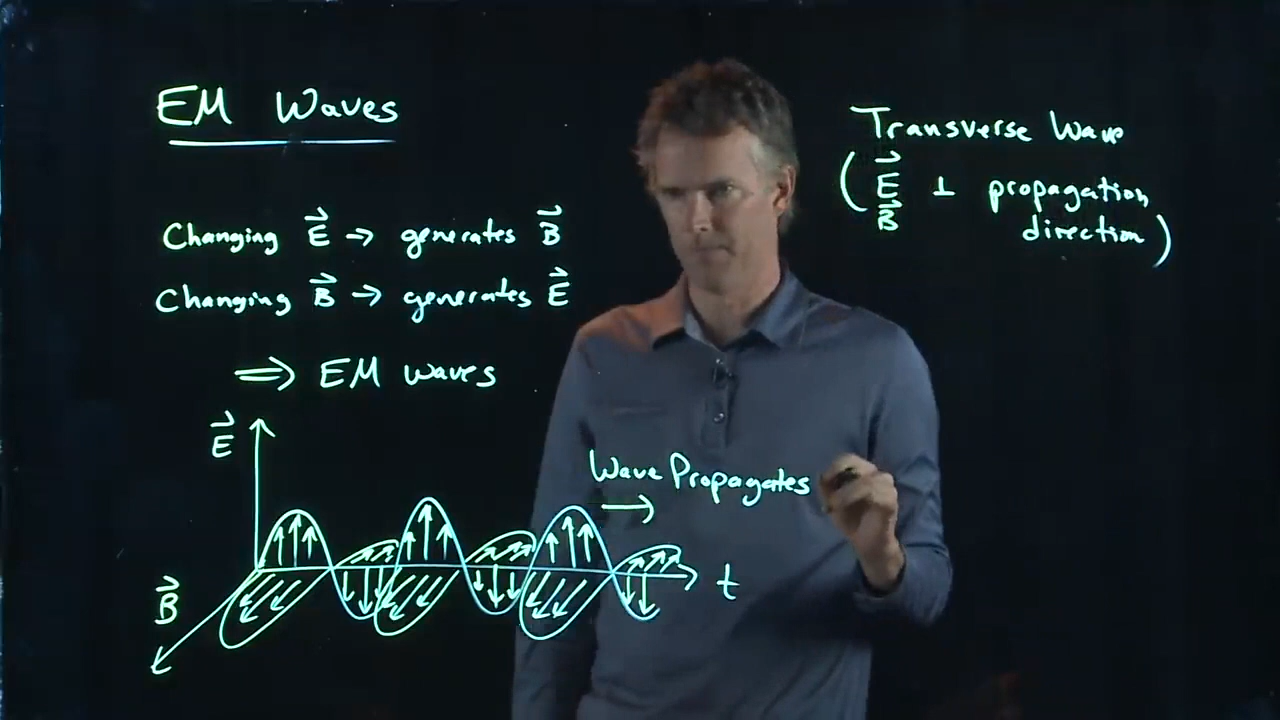 EM Waves
Changing E⃗ → generates B⃗
Changing B⃗ → generates E⃗
⇒ EM waves
E⃗
Wave Propagates
→
B⃗
t
Transverse Wave
(E⃗ ⊥ propagation
B⃗ direction)